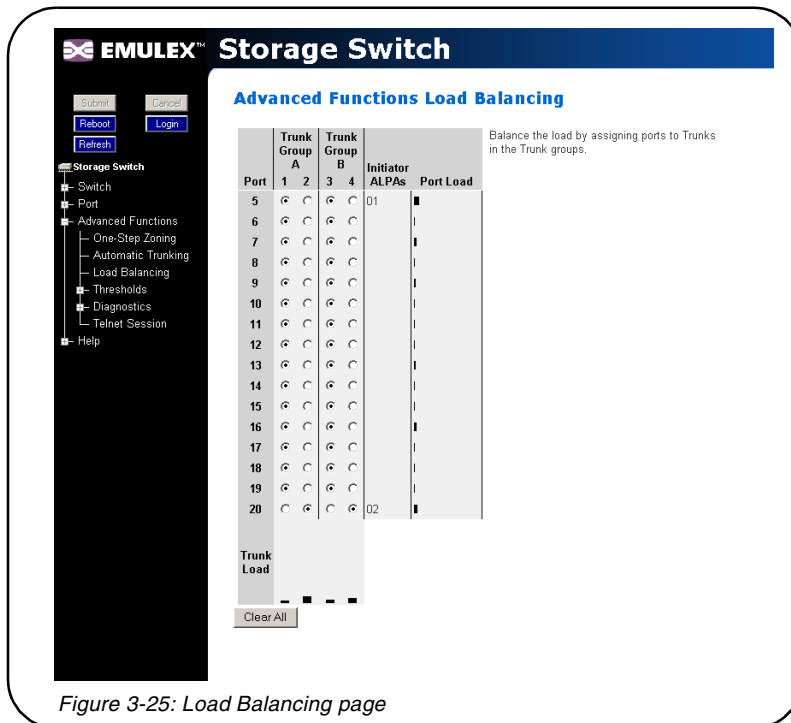 EMULEX™ Storage Switch
Submit Cancel
Reboot Login
Refresh
Storage Switch
Switch
Port
Advanced Functions
One-Step Zoning
Automatic Trunking
Load Balancing
Thresholds
Diagnostics
Telnet Session
Help
Advanced Functions Load Balancing
Balance the load by assigning ports to Trunks
in the Trunk groups.
Trunk Trunk
Group Group
A B Initiator
Port 1 2 3 4 ALPAs Port Load
5 01
6
7
8
9
10
11
12
13
14
15
16
17
18
19
20 02
Trunk
Load
Clear All
Figure 3-25: Load Balancing page